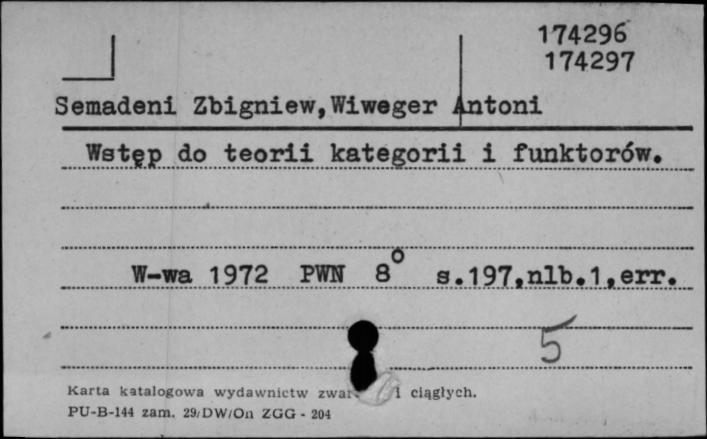 174296
174297
Semadeni Zbigniew,Wiweger Antoni
Wstęp do teorii kategorii i funktorów.
W-wa 1972 PWN 8° s.197,nlb.1,err.
5
Karta katalogowa wydawnictw i ciągłych.
PU-B-144 zam. 29/DW/On ZGG - 204